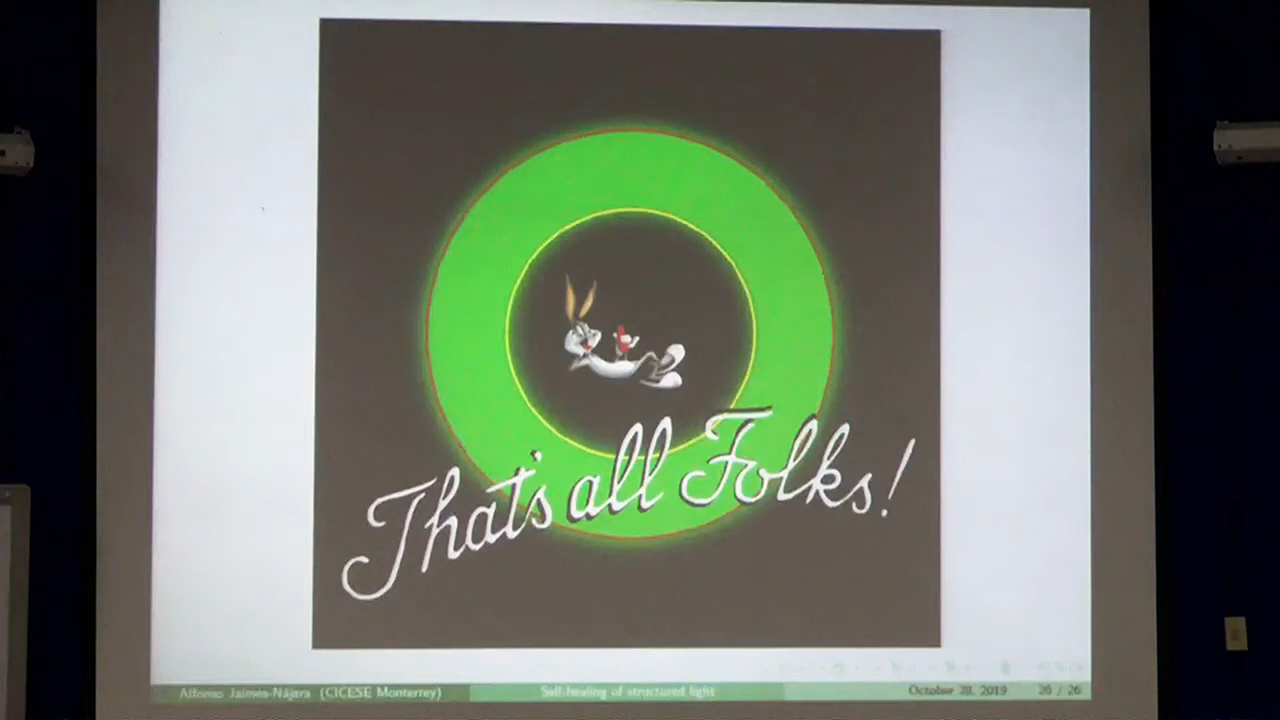 That's all Folks!
Alfonso Jaimes-Nájera (CICESE Monterrey) Self-healing of structured light October 28, 2019 26 / 26